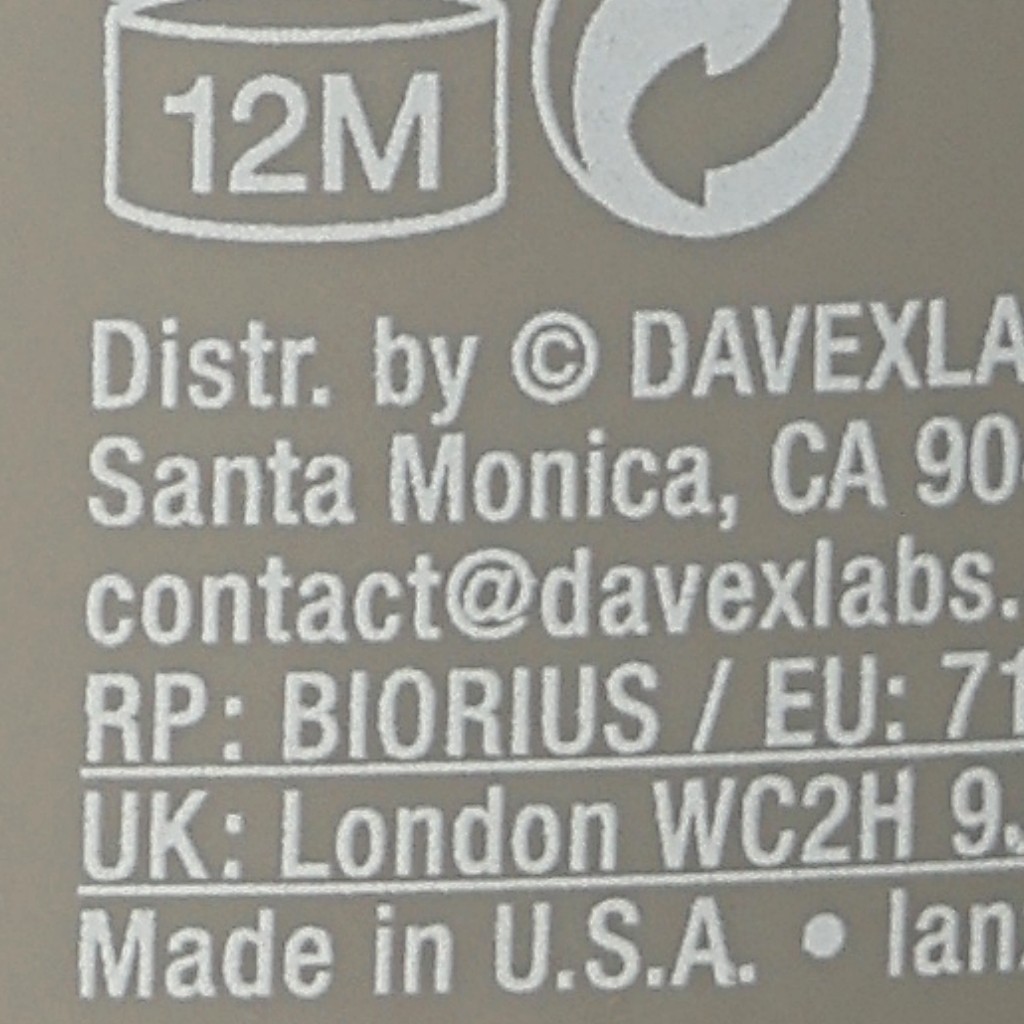 12M
Distr. by © DAVEXLA
Santa Monica, CA 90
contact@davexlabs.
RP: BIORIUS / EU: 71
UK: London WC2H 9
Made in U.S.A. • lan